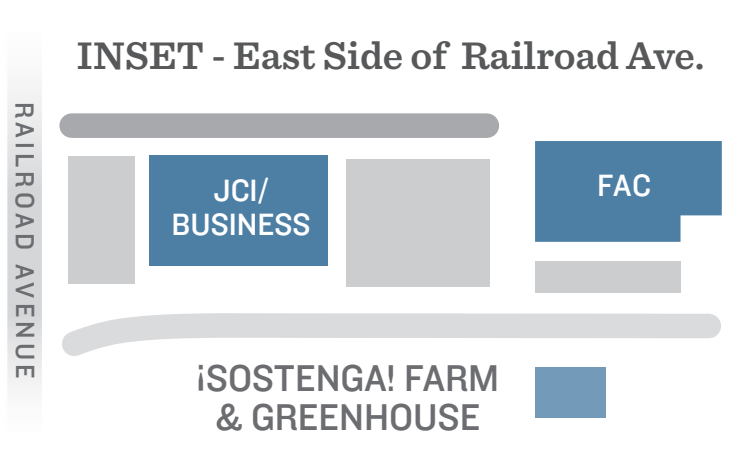 INSET - East Side of Railroad Ave.
RAILROAD AVENUE
JCI/
BUSINESS
FAC
¡SOSTENGA! FARM
& GREENHOUSE